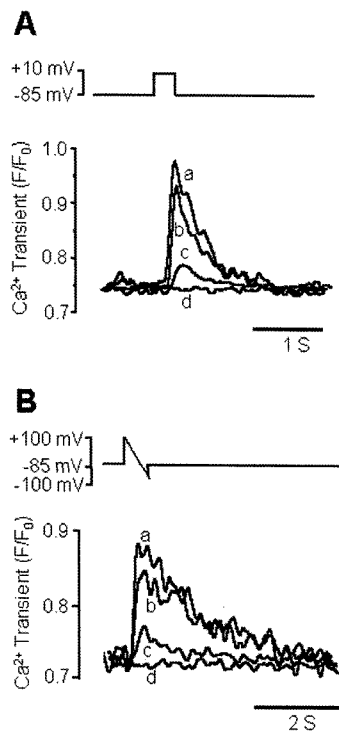 A
+10 mV
-85 mV
Ca²⁺ Transient (F/F₀)
1.0
0.9
0.8
0.7
a
b
c
d
1 S
B
+100 mV
-85 mV
-100 mV
Ca²⁺ Transient (F/F₀)
0.9
0.8
0.7
a
b
c
d
2 S